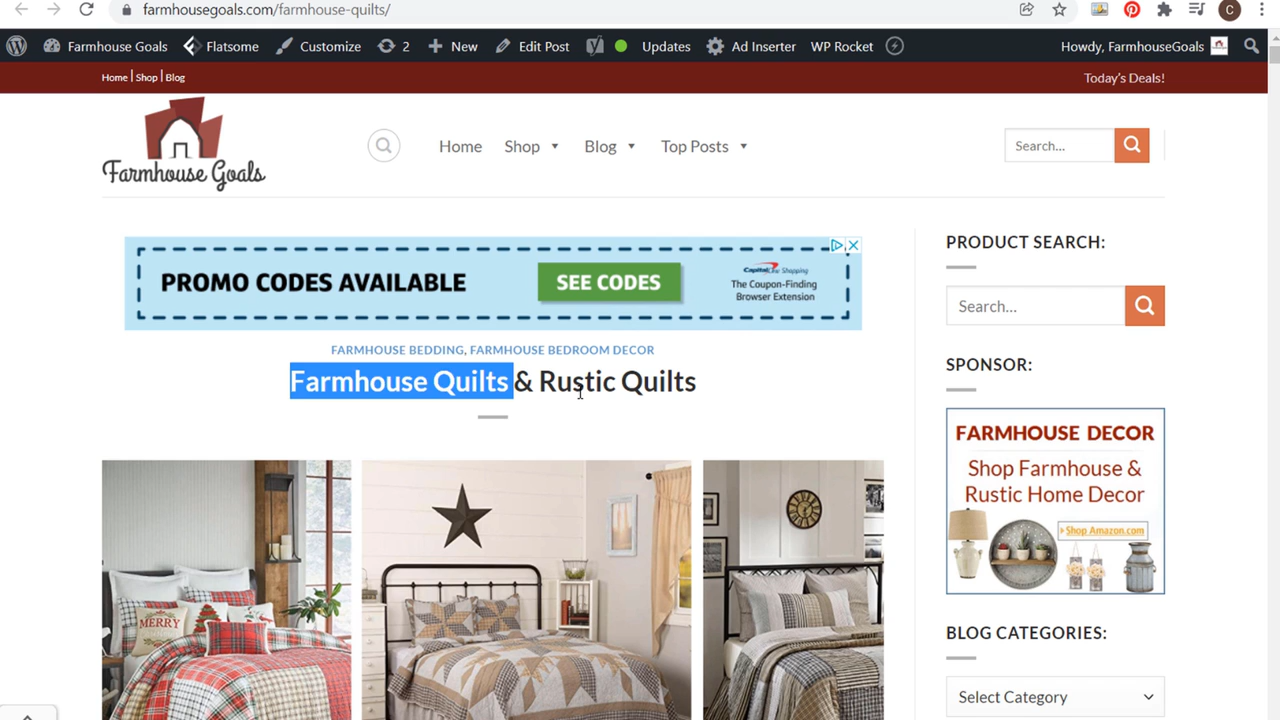 farmhousegoals.com/farmhouse-quilts/
C
Farmhouse Goals Flatsome Customize 2 New Edit Post Updates Ad Inserter WP Rocket Howdy, FarmhouseGoals
Home | Shop | Blog Today's Deals!
Farmhouse Goals
Home Shop Blog Top Posts Search...
PRODUCT SEARCH:
PROMO CODES AVAILABLE SEE CODES
Capital One Shopping
The Coupon-Finding
Browser Extension
Search...
FARMHOUSE BEDDING, FARMHOUSE BEDROOM DECOR
Farmhouse Quilts & Rustic Quilts
SPONSOR:
FARMHOUSE DECOR
Shop Farmhouse &
Rustic Home Decor
Shop Amazon.com
MERRY
BLOG CATEGORIES:
Select Category